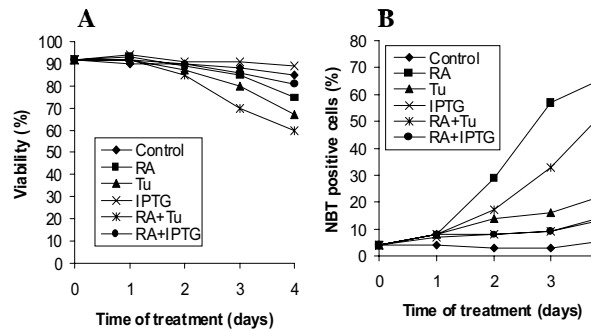 A
100
90
80
70
60
50
40
30
20
10
0
Viability (%)
Control
RA
Tu
IPTG
RA+Tu
RA+IPTG
0 1 2 3 4
Time of treatment (days)
B
80
70
60
50
40
30
20
10
0
NBT positive cells (%)
Control
RA
Tu
IPTG
RA+Tu
RA+IPTG
0 1 2 3
Time of treatment (days)